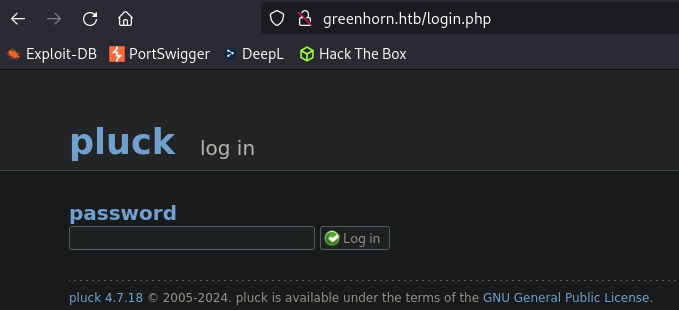 greenhorn.htb/login.php
Exploit-DB PortSwigger DeepL Hack The Box
pluck log in
password
Log in
pluck 4.7.18 © 2005-2024. pluck is available under the terms of the GNU General Public License.